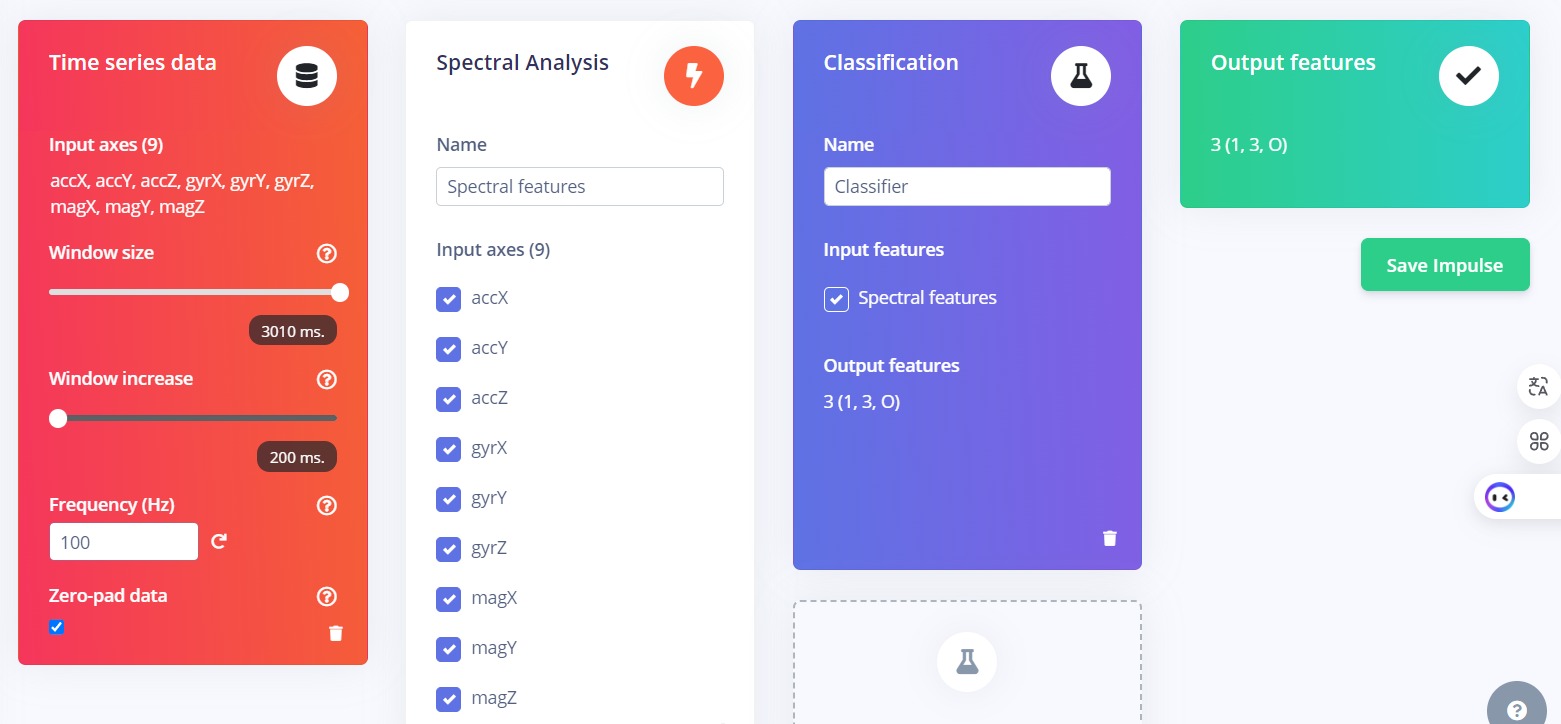 Time series data
Input axes (9)
accX, accY, accZ, gyrX, gyrY, gyrZ,
magX, magY, magZ
Window size
3010 ms.
Window increase
200 ms.
Frequency (Hz)
100
Zero-pad data
Spectral Analysis
Name
Spectral features
Input axes (9)
accX
accY
accZ
gyrX
gyrY
gyrZ
magX
magY
magZ
Classification
Name
Classifier
Input features
Spectral features
Output features
3 (1, 3, O)
Output features
3 (1, 3, O)
Save Impulse